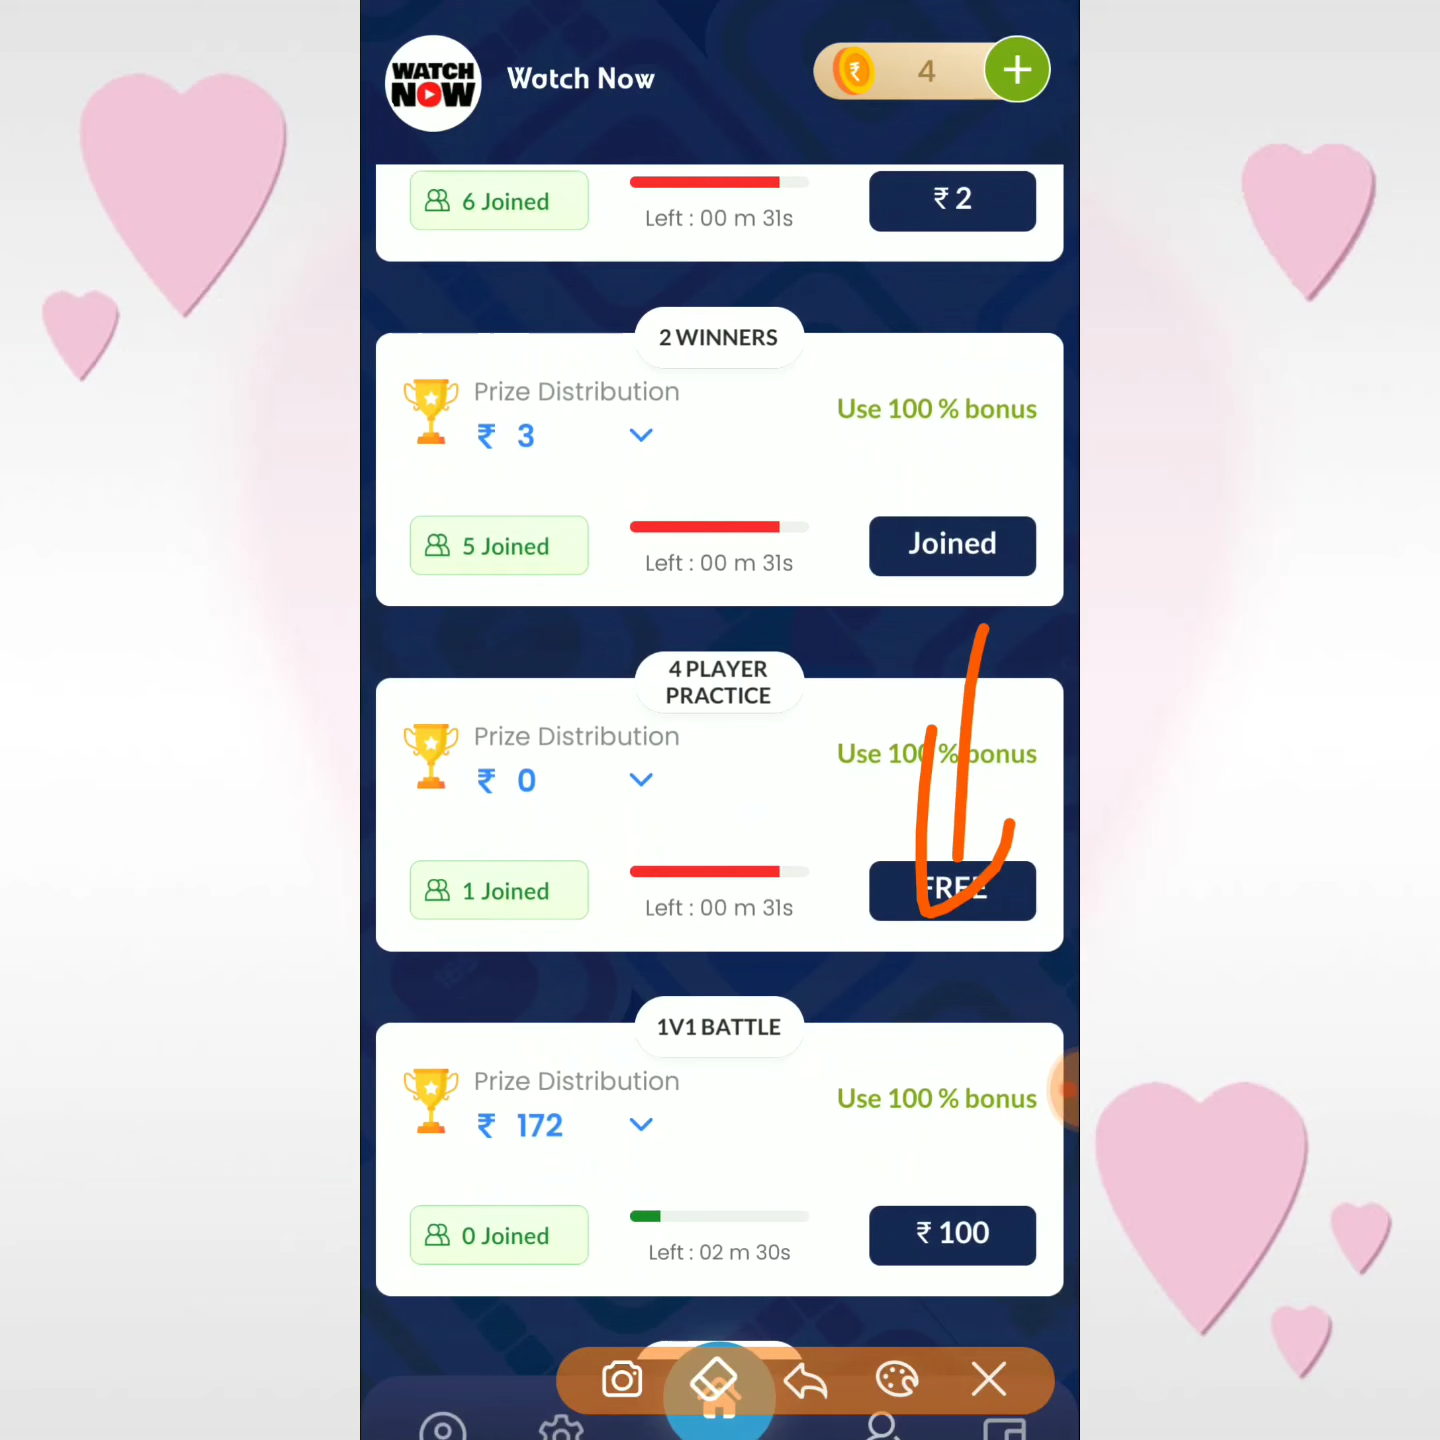 WATCH
NOW
Watch Now
4
6 Joined
Left : 00 m 31s
₹ 2
2 WINNERS
Prize Distribution
₹ 3
Use 100 % bonus
5 Joined
Left : 00 m 31s
Joined
4 PLAYER
PRACTICE
Prize Distribution
₹ 0
Use 100 % bonus
1 Joined
Left : 00 m 31s
FREE
1V1 BATTLE
Prize Distribution
₹ 172
Use 100 % bonus
0 Joined
Left : 02 m 30s
₹ 100